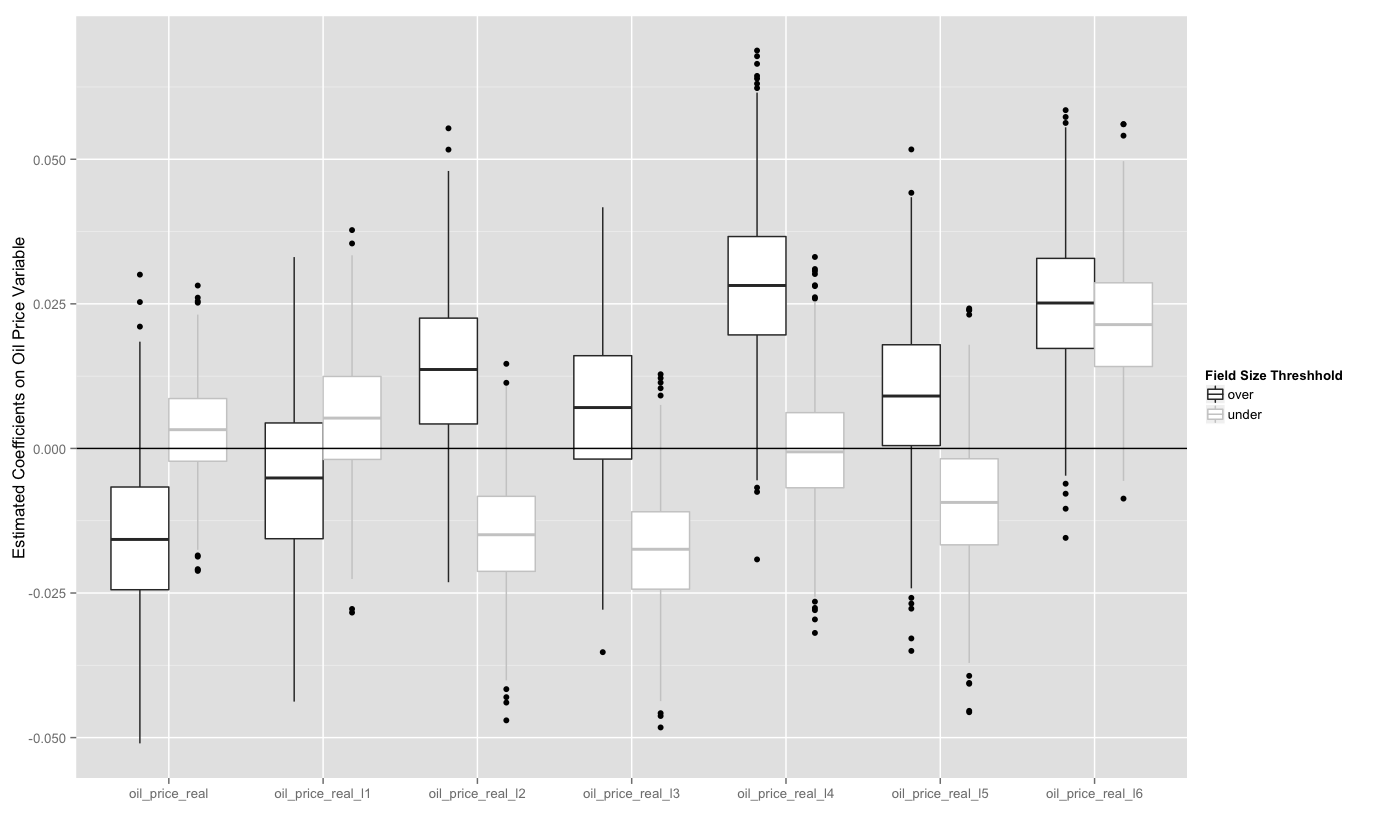 Estimated Coefficients on Oil Price Variable
0.050
0.025
0.000
-0.025
-0.050
oil_price_real
oil_price_real_l1
oil_price_real_l2
oil_price_real_l3
oil_price_real_l4
oil_price_real_l5
oil_price_real_l6
Field Size Threshhold
over
under